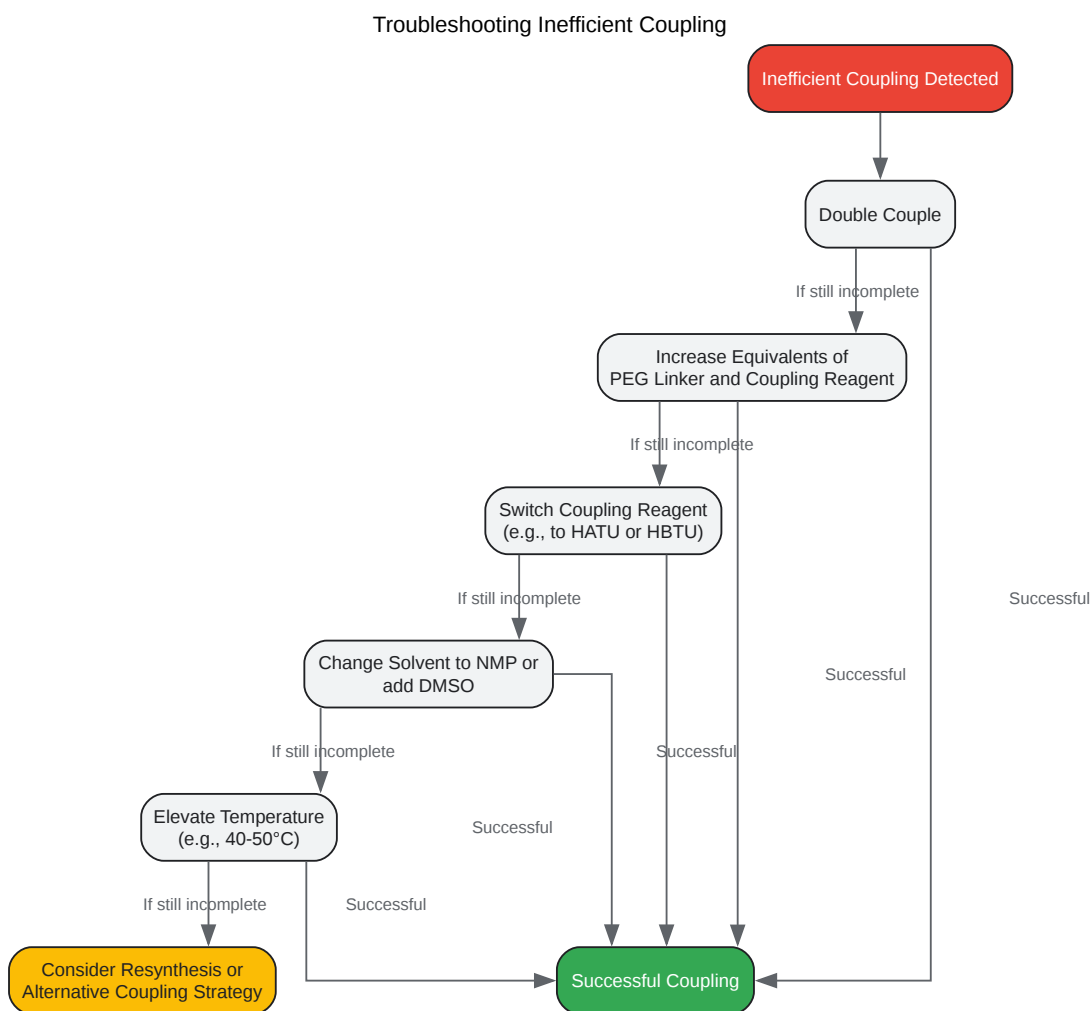 Troubleshooting Inefficient Coupling
Inefficient Coupling Detected
Double Couple
If still incomplete
Increase Equivalents of
PEG Linker and Coupling Reagent
If still incomplete
Switch Coupling Reagent
(e.g., to HATU or HBTU)
If still incomplete
Successful
Change Solvent to NMP or
add DMSO
Successful
If still incomplete
Successful
Elevate Temperature
(e.g., 40-50°C)
Successful
If still incomplete
Successful
Consider Resynthesis or
Alternative Coupling Strategy
Successful Coupling